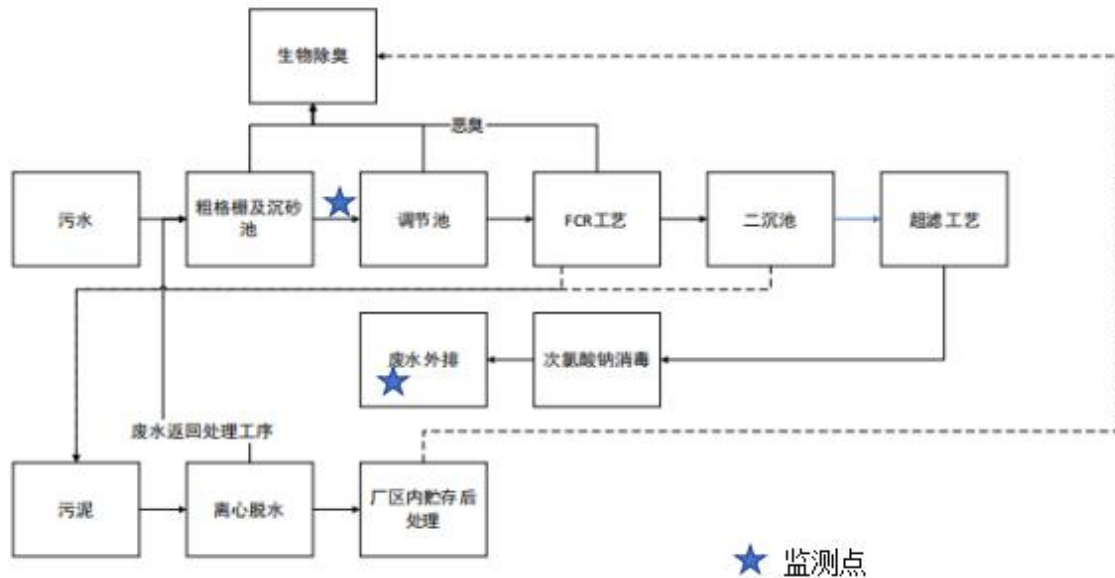 生物除臭
恶臭
污水
粗格栅及沉砂
池
调节池
FCR工艺
二沉池
超滤工艺
废水外排
次氯酸钠消毒
废水返回处理工序
污泥
离心脱水
厂区内贮存后
处理
监测点